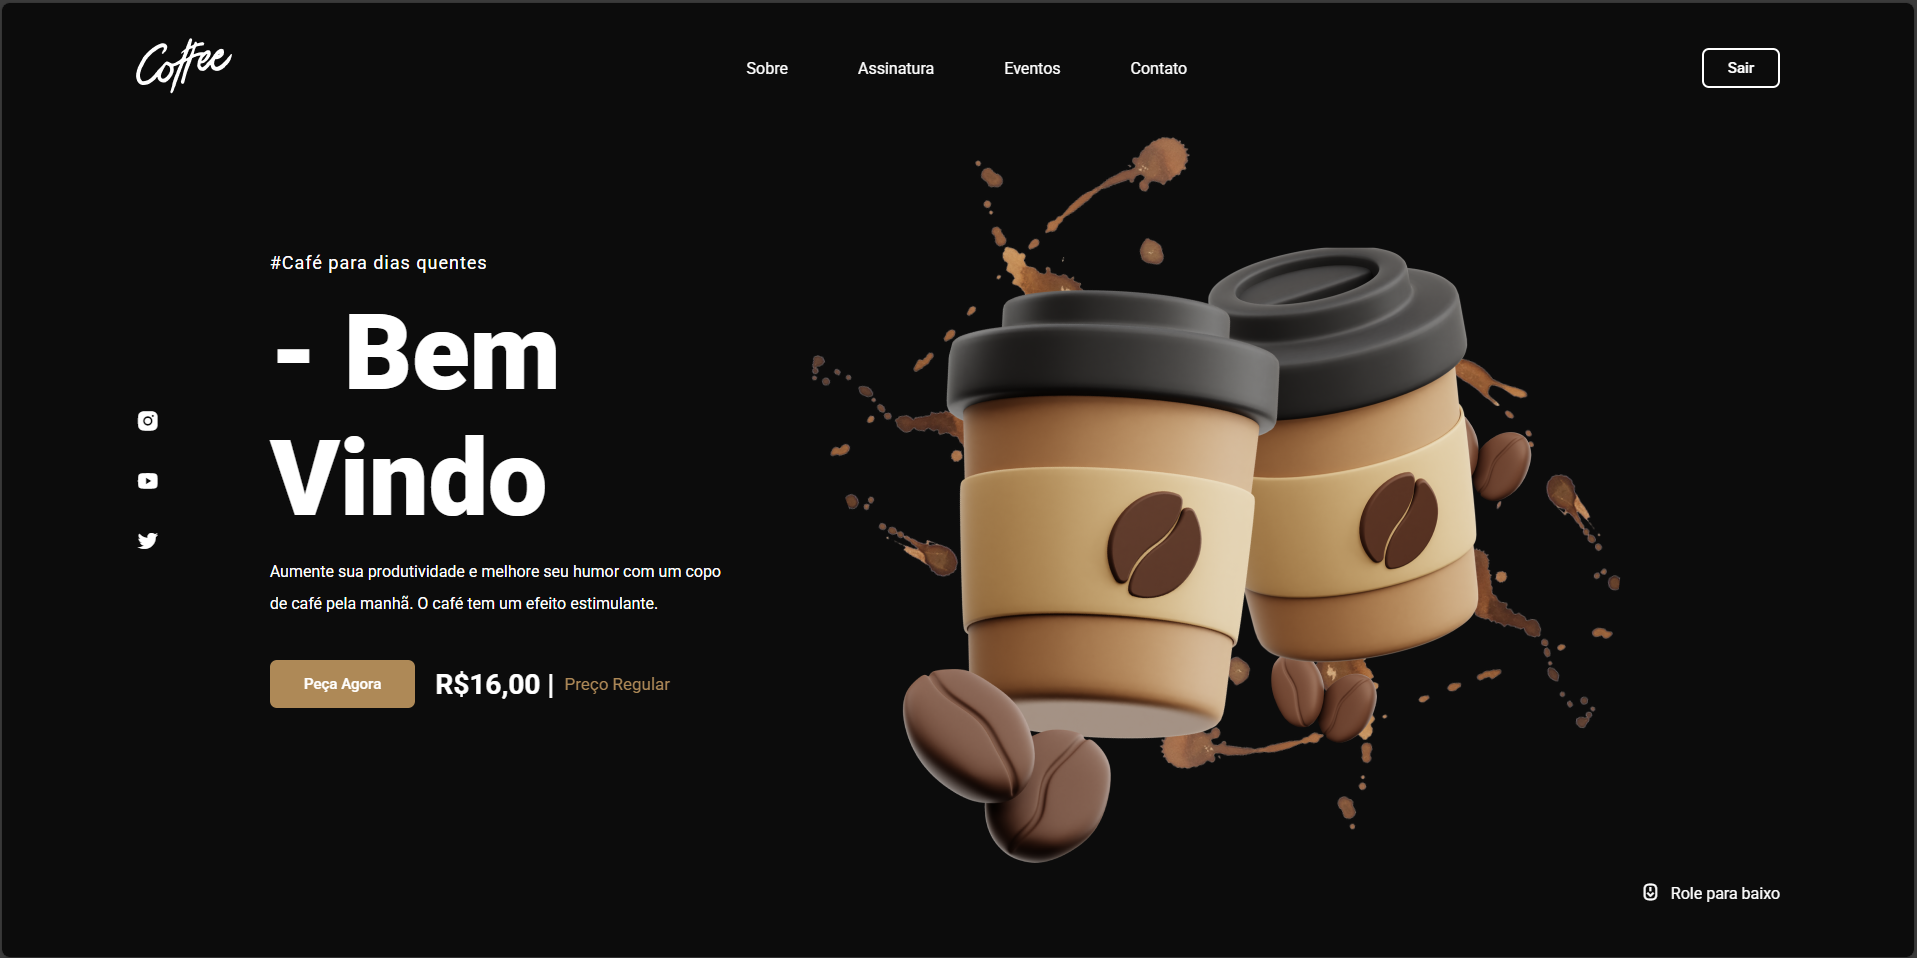 Coffee
Sobre
Assinatura
Eventos
Contato
Sair
#Café para dias quentes
- Bem
Vindo
Aumente sua produtividade e melhore seu humor com um copo
de café pela manhã. O café tem um efeito estimulante.
Peça Agora
R$16,00 | Preço Regular
Role para baixo